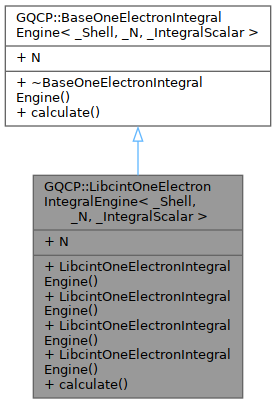 GQCP::BaseOneElectronIntegral
Engine< _Shell, _N, _IntegralScalar >
+ N
+ ~BaseOneElectronIntegral
Engine()
+ calculate()
GQCP::LibcintOneElectron
IntegralEngine< _Shell,
_N, _IntegralScalar >
+ N
+ LibcintOneElectronIntegral
Engine()
+ LibcintOneElectronIntegral
Engine()
+ LibcintOneElectronIntegral
Engine()
+ LibcintOneElectronIntegral
Engine()
+ calculate()